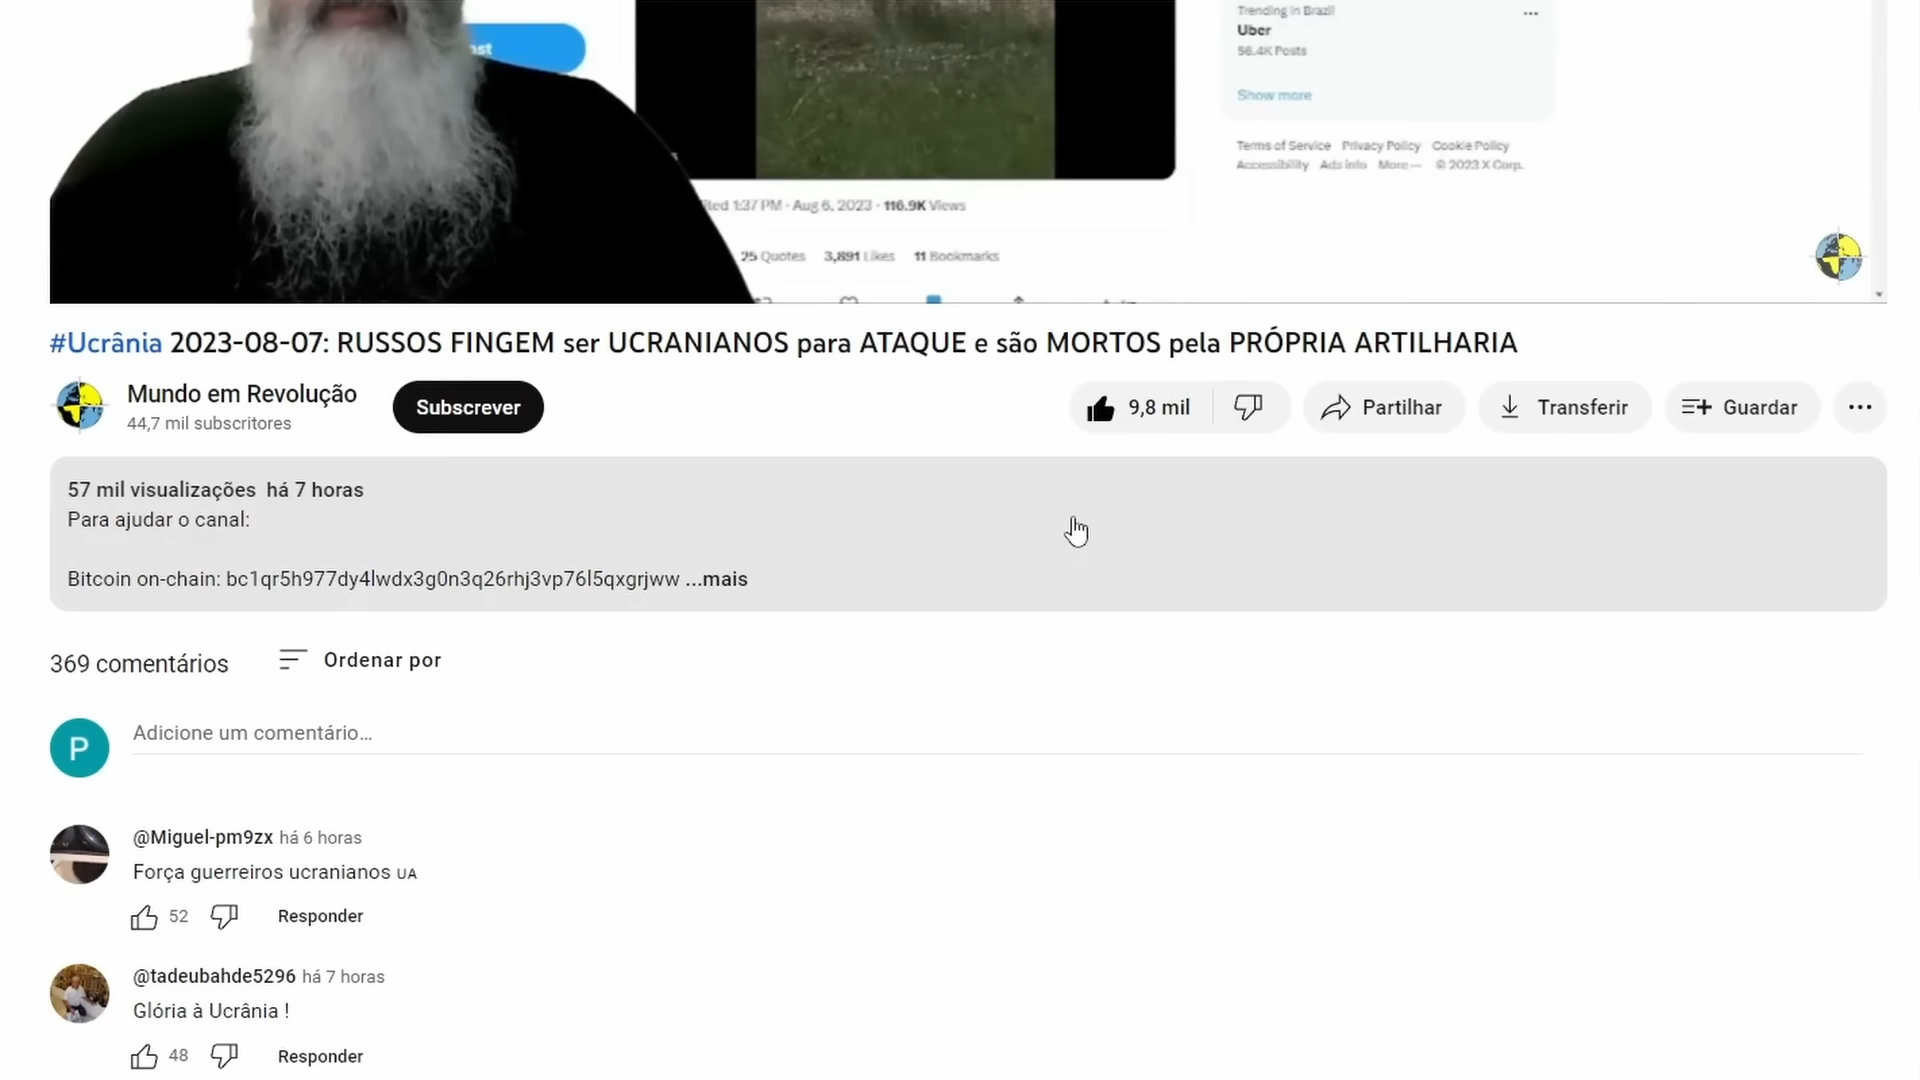 st
Trending in Brazil
Uber
56.4K Posts
Show more
Terms of Service Privacy Policy Cookie Policy
Accessibility Ads info More ··· © 2023 X Corp.
ted 1:37 PM · Aug 6, 2023 · 116.9K Views
25 Quotes 3,891 Likes 11 Bookmarks
#Ucrânia 2023-08-07: RUSSOS FINGEM ser UCRANIANOS para ATAQUE e são MORTOS pela PRÓPRIA ARTILHARIA
Mundo em Revolução
44,7 mil subscritores
Subscrever
9,8 mil
Partilhar
Transferir
Guardar
57 mil visualizações há 7 horas
Para ajudar o canal:
Bitcoin on-chain: bc1qr5h977dy4lwdx3g0n3q26rhj3vp76l5qxgrjww ...mais
369 comentários
Ordenar por
P
Adicione um comentário...
@Miguel-pm9zx há 6 horas
Força guerreiros ucranianos UA
52
Responder
@tadeubahde5296 há 7 horas
Glória à Ucrânia !
48
Responder